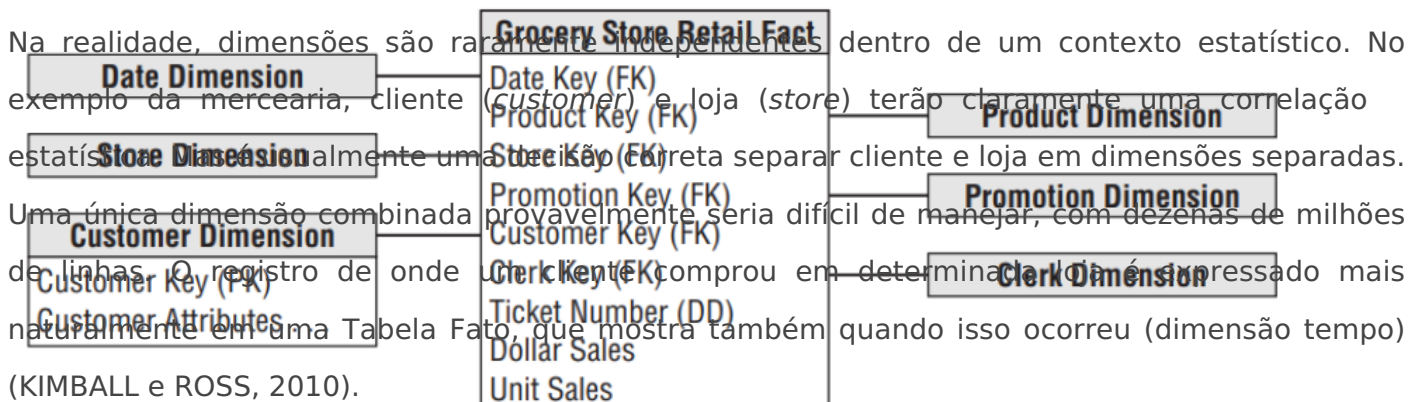 Na realidade, dimensões são raramente independentes dentro de um contexto estatístico. No
exemplo da mercearia, cliente (customer) e loja (store) terão claramente uma correlação
estatística. Mas é usualmente uma decisão correta separar cliente e loja em dimensões separadas.
Uma única dimensão combinada provavelmente seria difícil de manejar, com dezenas de milhões
de linhas. O registro de onde um cliente comprou em determinada loja é expressado mais
naturalmente em uma Tabela Fato, que mostra também quando isso ocorreu (dimensão tempo)
(KIMBALL e ROSS, 2010).
Date Dimension
Store Dimension
Customer Dimension
Customer Key (PK)
Customer Attributes . . .
Grocery Store Retail Fact
Date Key (FK)
Product Key (FK)
Store Key (FK)
Promotion Key (FK)
Customer Key (FK)
Clerk Key (FK)
Ticket Number (DD)
Dollar Sales
Unit Sales
Product Dimension
Promotion Dimension
Clerk Dimension